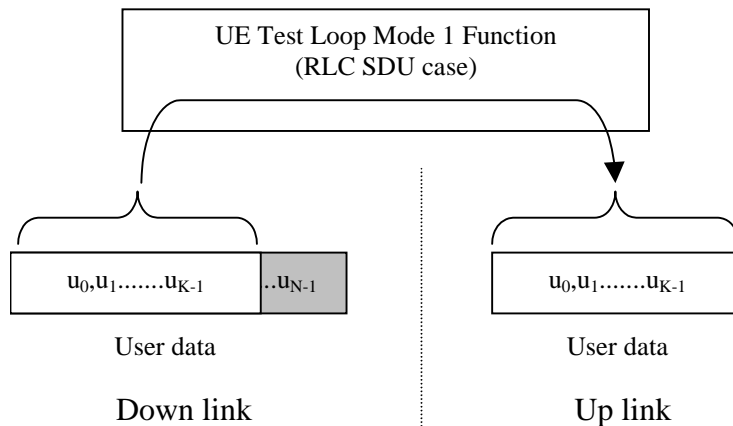 UE Test Loop Mode 1 Function
(RLC SDU case)
u0,u1.......uK-1
..uN-1
u0,u1.......uK-1
User data
User data
Down link
Up link